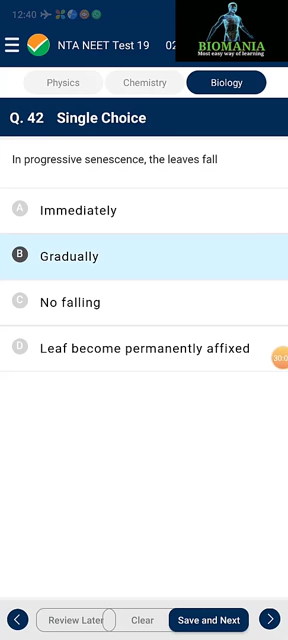 12:40
NTA NEET Test 19 02
BIOMANIA
Most easy way of learning
Physics Chemistry Biology
Q. 42 Single Choice
In progressive senescence, the leaves fall
A Immediately
B Gradually
C No falling
D Leaf become permanently affixed
30:0
Review Later Clear Save and Next